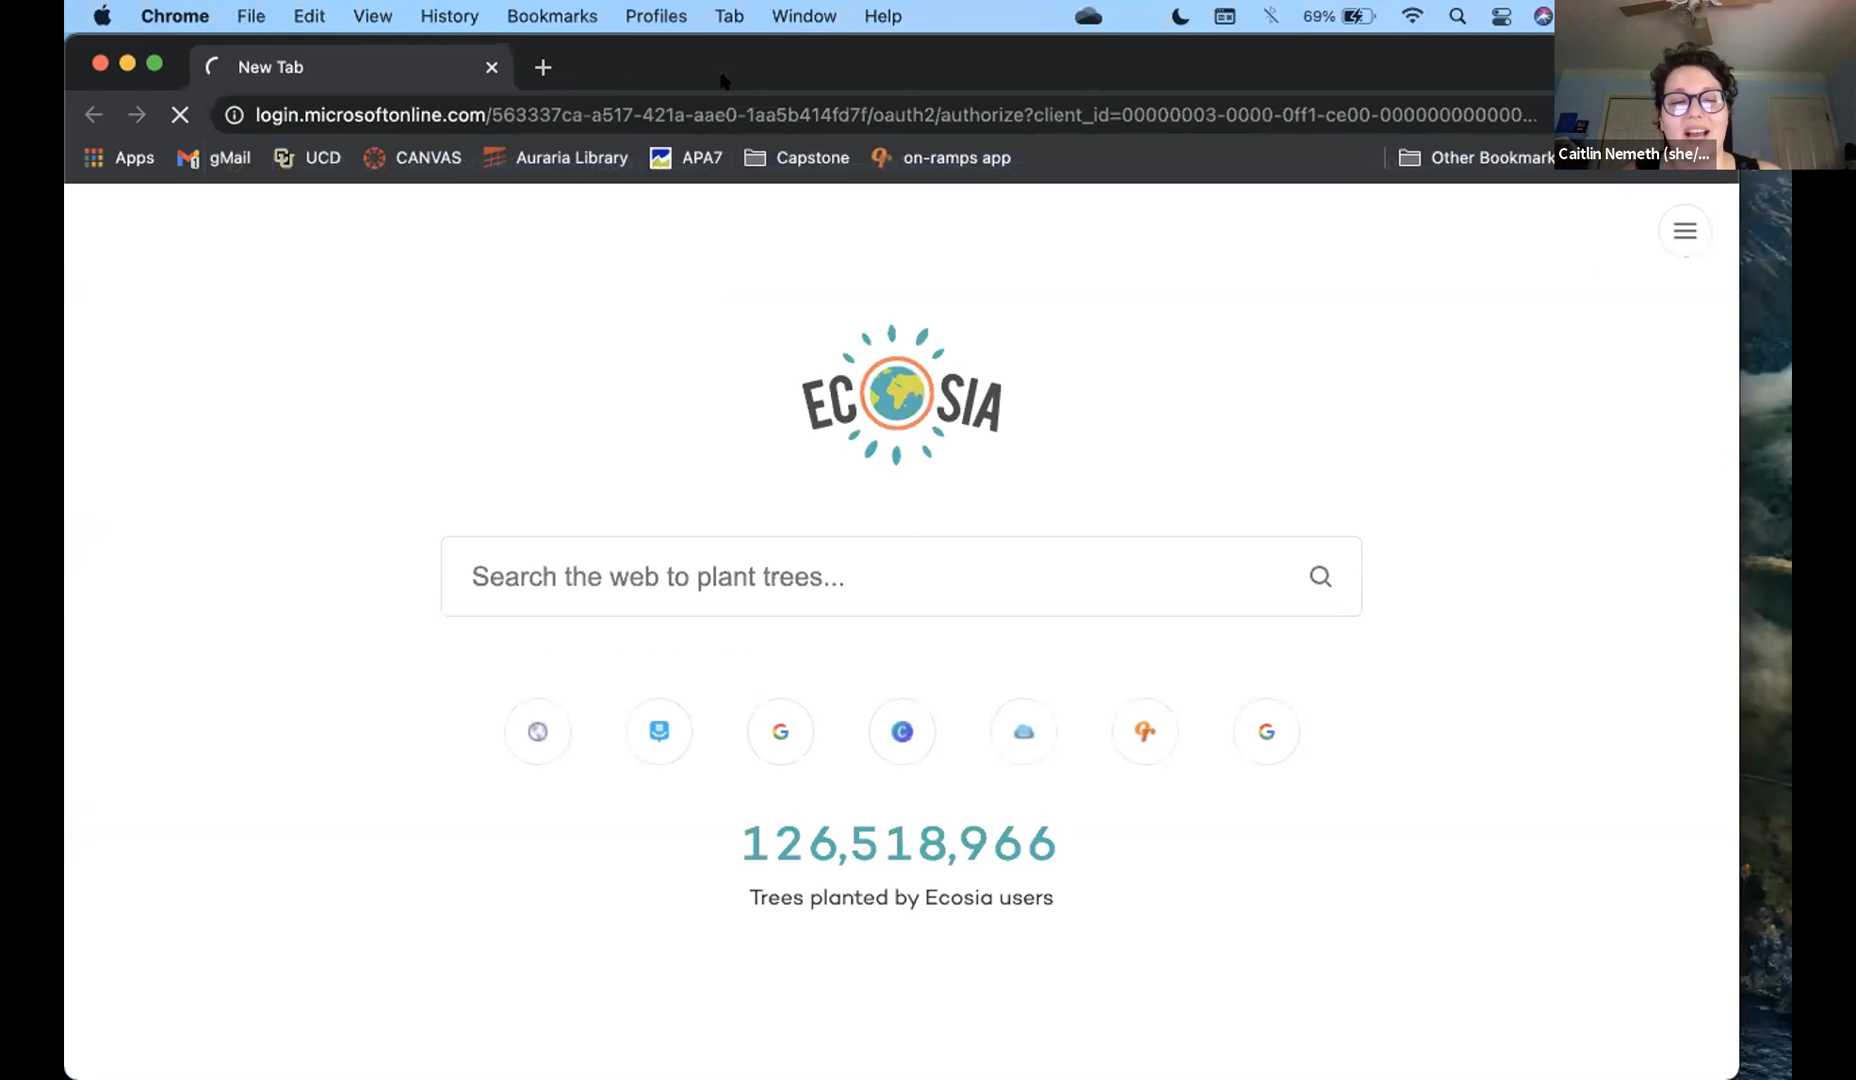 Chrome File Edit View History Bookmarks Profiles Tab Window Help 69%
New Tab
login.microsoftonline.com/563337ca-a517-421a-aae0-1aa5b414fd7f/oauth2/authorize?client_id=00000003-0000-0ff1-ce00-000000000000...
Apps gMail UCD CANVAS Auraria Library APA7 Capstone on-ramps app Other Bookmark
Caitlin Nemeth (she/...
ECOSIA
Search the web to plant trees...
126,518,966
Trees planted by Ecosia users